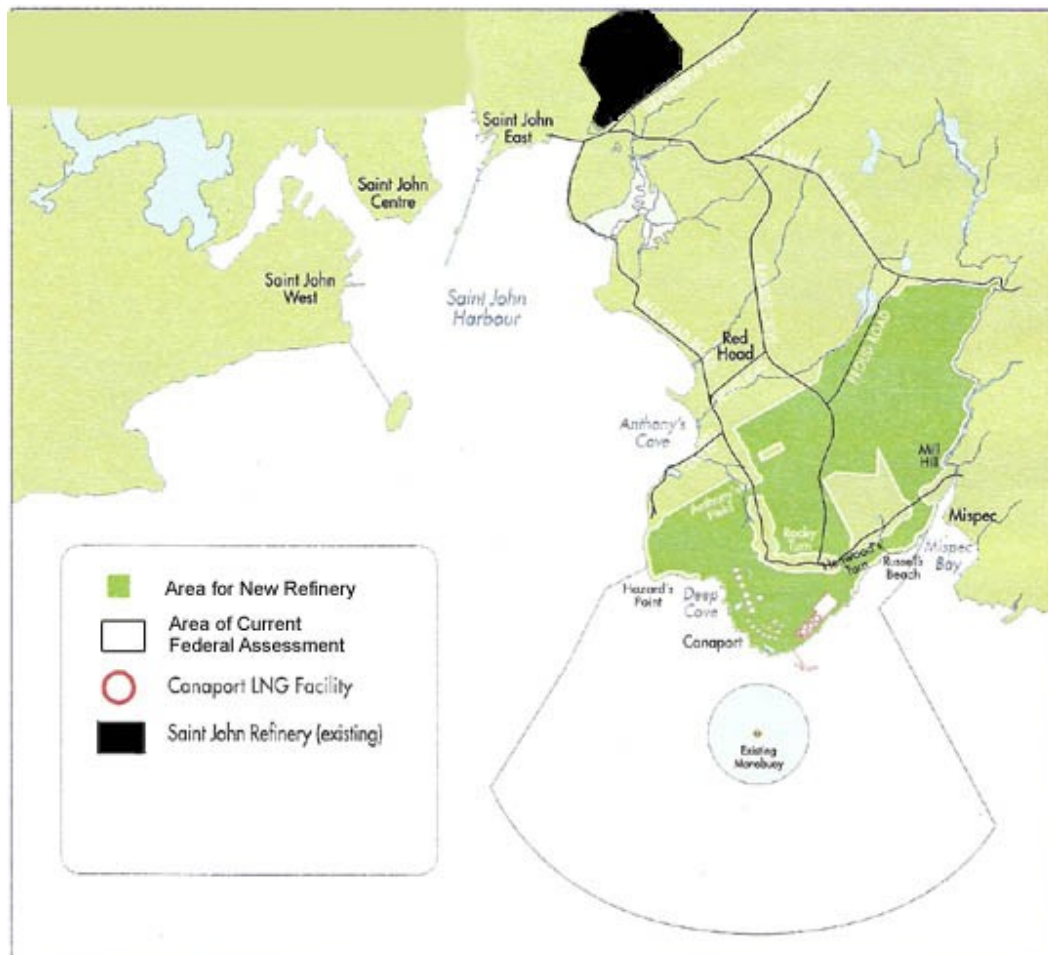 Saint John
East
Saint John
Centre
Saint John
West
Saint John
Harbour
Red
Head
Anthony's
Cove
Mill
Hill
Mispec
Mispec
Bay
Rocky
Turn
Russell's
Beach
Hazard's
Point
Deep
Cove
Canaport
Existing
Monobuoy
Area for New Refinery
Area of Current
Federal Assessment
Canaport LNG Facility
Saint John Refinery (existing)